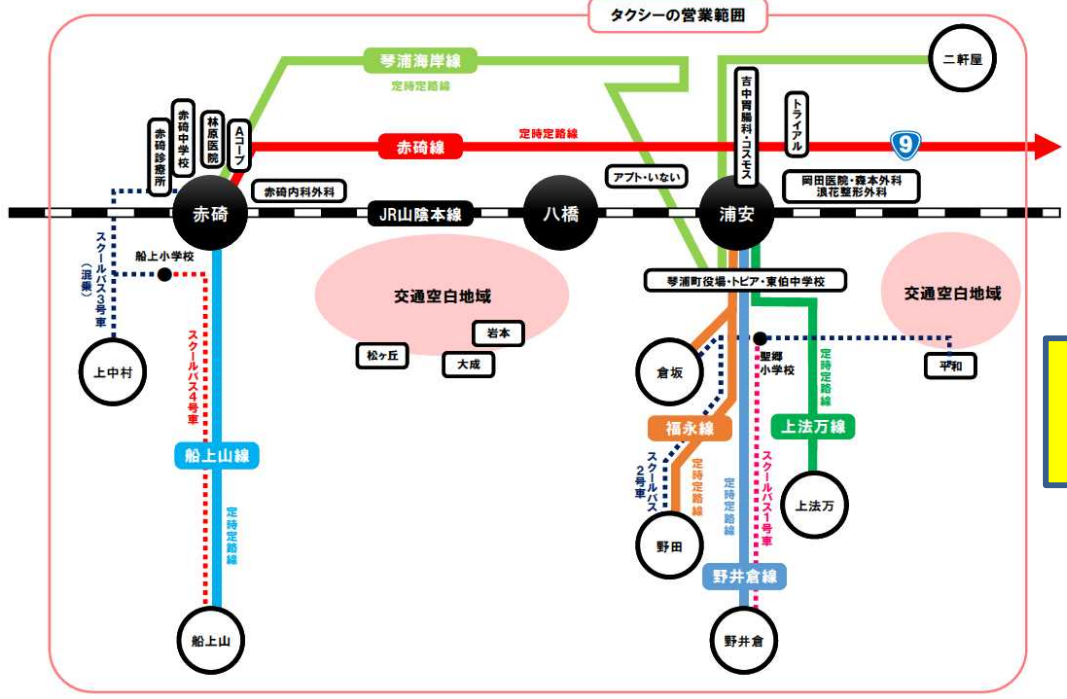 タクシーの営業範囲
琴浦海岸線
定時定路線
二軒屋
赤碕診療所
赤碕中学校
林原医院
Aコープ
吉中胃腸科・コスモス
トライアル
定時定路線
赤碕線
9
赤碕内科外科
アプト・いない
岡田医院・森本外科
浪花整形外科
赤碕
JR山陰本線
八橋
浦安
スクールバス3号車
(混乗)
船上小学校
交通空白地域
琴浦町役場・トピア・東伯中学校
交通空白地域
岩本
松ヶ丘
大成
上中村
スクールバス4号車
倉坂
聖郷
小学校
定時定路線
平和
福永線
上法万線
船上山線
スクールバス
2号車
定時定路線
定時定路線
スクールバス1号車
上法万
定時定路線
野田
野井倉線
船上山
野井倉